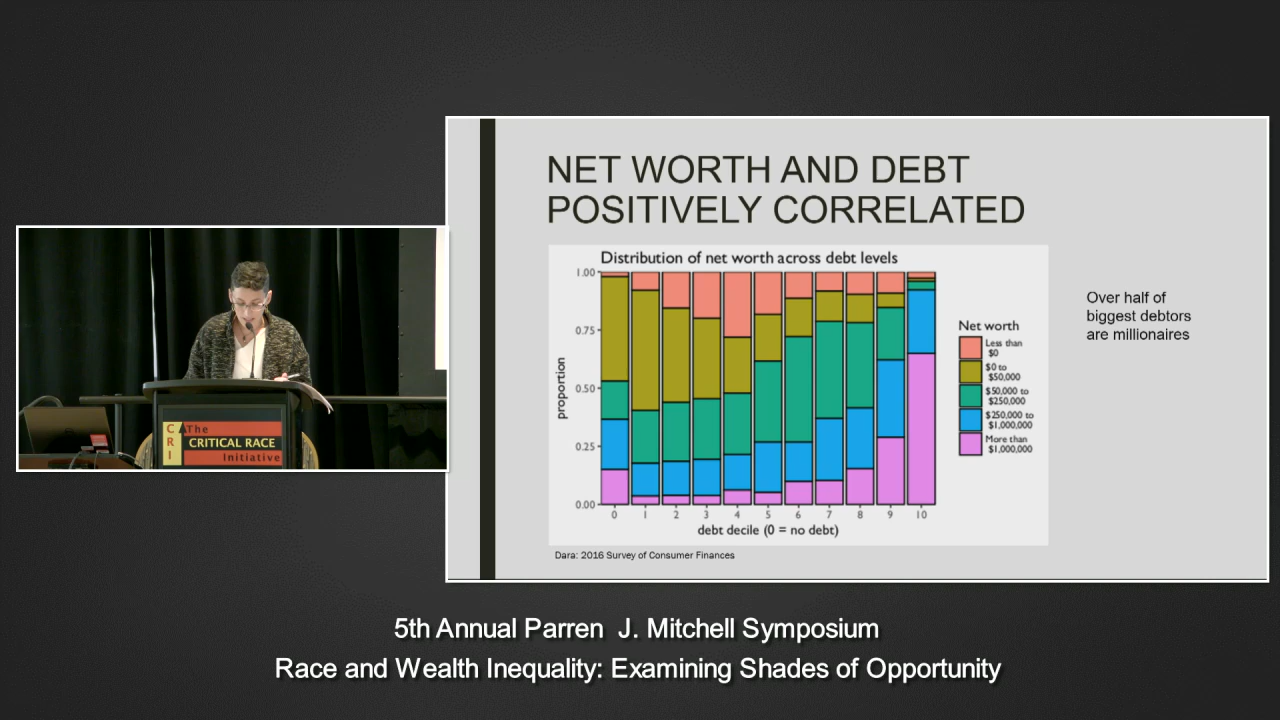 NET WORTH AND DEBT
POSITIVELY CORRELATED
Distribution of net worth across debt levels
1.00
0.75
0.50
0.25
0.00
proportion
0 1 2 3 4 5 6 7 8 9 10
debt decile (0 = no debt)
Net worth
Less than
$0
$0 to
$50,000
$50,000 to
$250,000
$250,000 to
$1,000,000
More than
$1,000,000
Over half of
biggest debtors
are millionaires
Dara: 2016 Survey of Consumer Finances
CRI
The
CRITICAL RACE
Initiative
5th Annual Parren J. Mitchell Symposium
Race and Wealth Inequality: Examining Shades of Opportunity